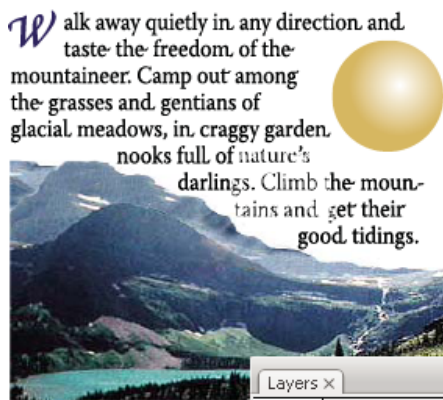 Walk away quietly in any direction and
taste the freedom of the
mountaineer. Camp out among
the grasses and gentians of
glacial meadows, in craggy garden
nooks full of nature's
darlings. Climb the moun-
tains and get their
good tidings.
Layers ×